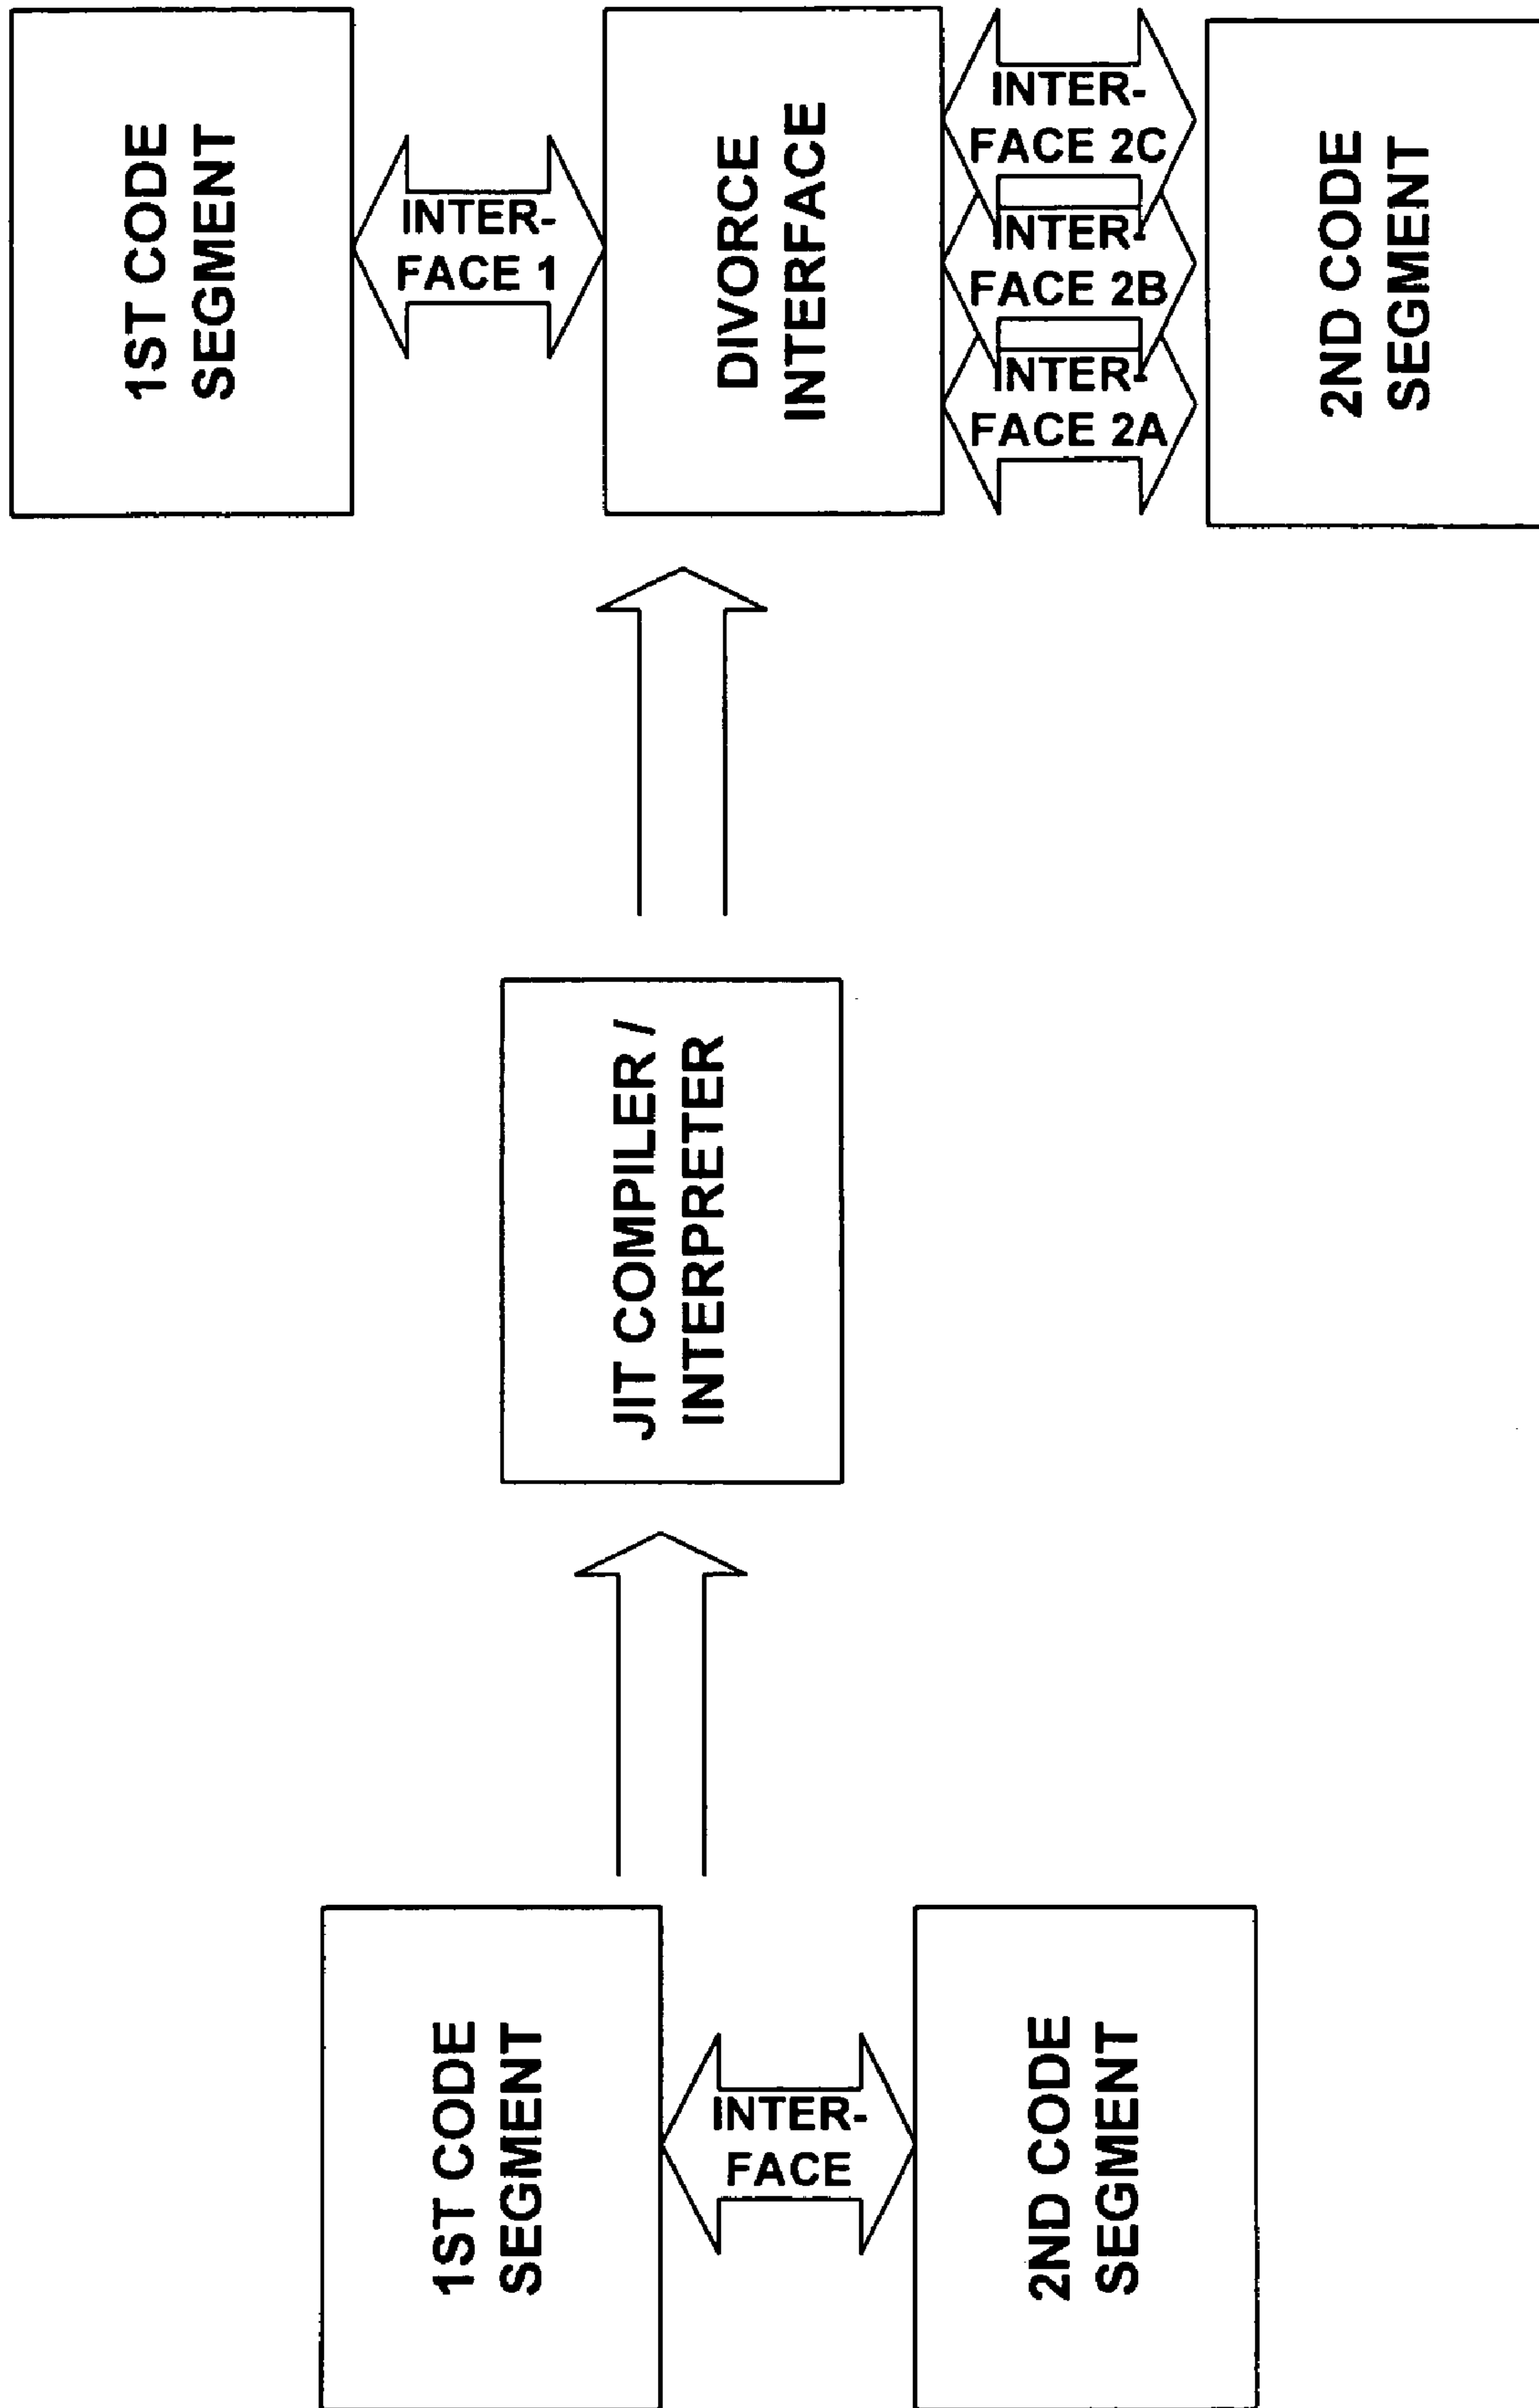 1ST CODE
SEGMENT
INTER-
FACE
2ND CODE
SEGMENT
JIT COMPILER /
INTERPRETER
1ST CODE
SEGMENT
INTER-
FACE 1
DIVORCE
INTERFACE
INTER-
FACE 2C
INTER-
FACE 2B
INTER-
FACE 2A
2ND CODE
SEGMENT